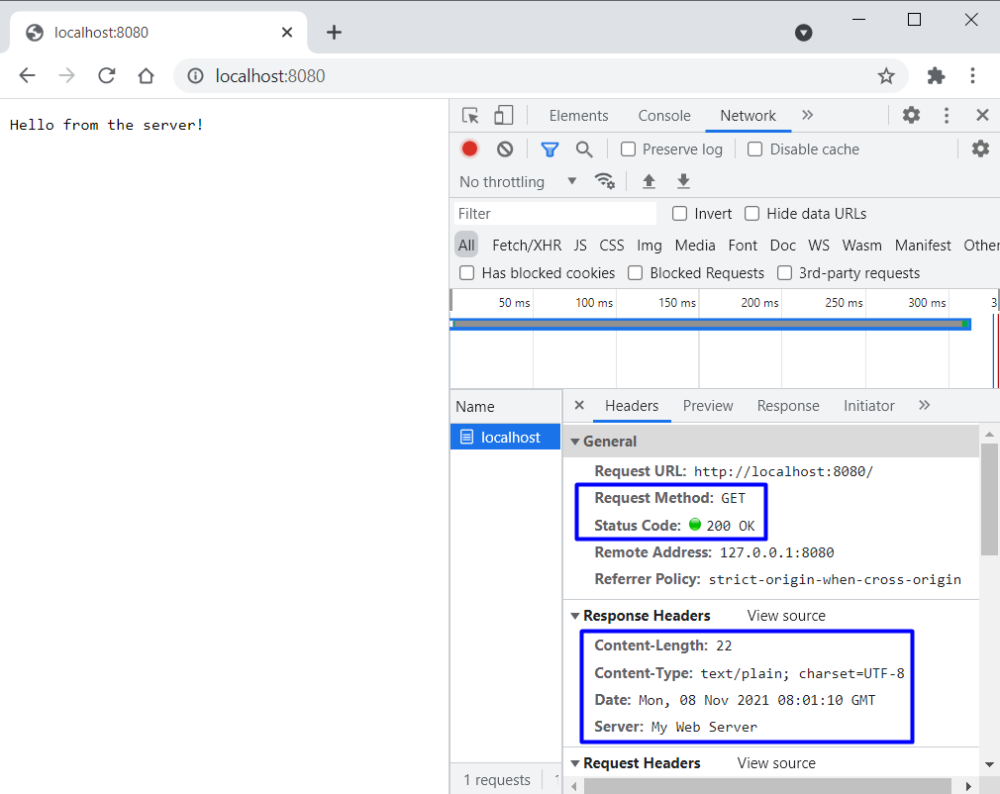 localhost:8080
localhost:8080
Hello from the server!
Elements Console Network
Preserve log Disable cache
No throttling
Filter Invert Hide data URLs
All Fetch/XHR JS CSS Img Media Font Doc WS Wasm Manifest Other
Has blocked cookies Blocked Requests 3rd-party requests
50 ms 100 ms 150 ms 200 ms 250 ms 300 ms 3
Name
localhost
Headers Preview Response Initiator
General
Request URL: http://localhost:8080/
Request Method: GET
Status Code: 200 OK
Remote Address: 127.0.0.1:8080
Referrer Policy: strict-origin-when-cross-origin
Response Headers View source
Content-Length: 22
Content-Type: text/plain; charset=UTF-8
Date: Mon, 08 Nov 2021 08:01:10 GMT
Server: My Web Server
Request Headers View source
1 requests